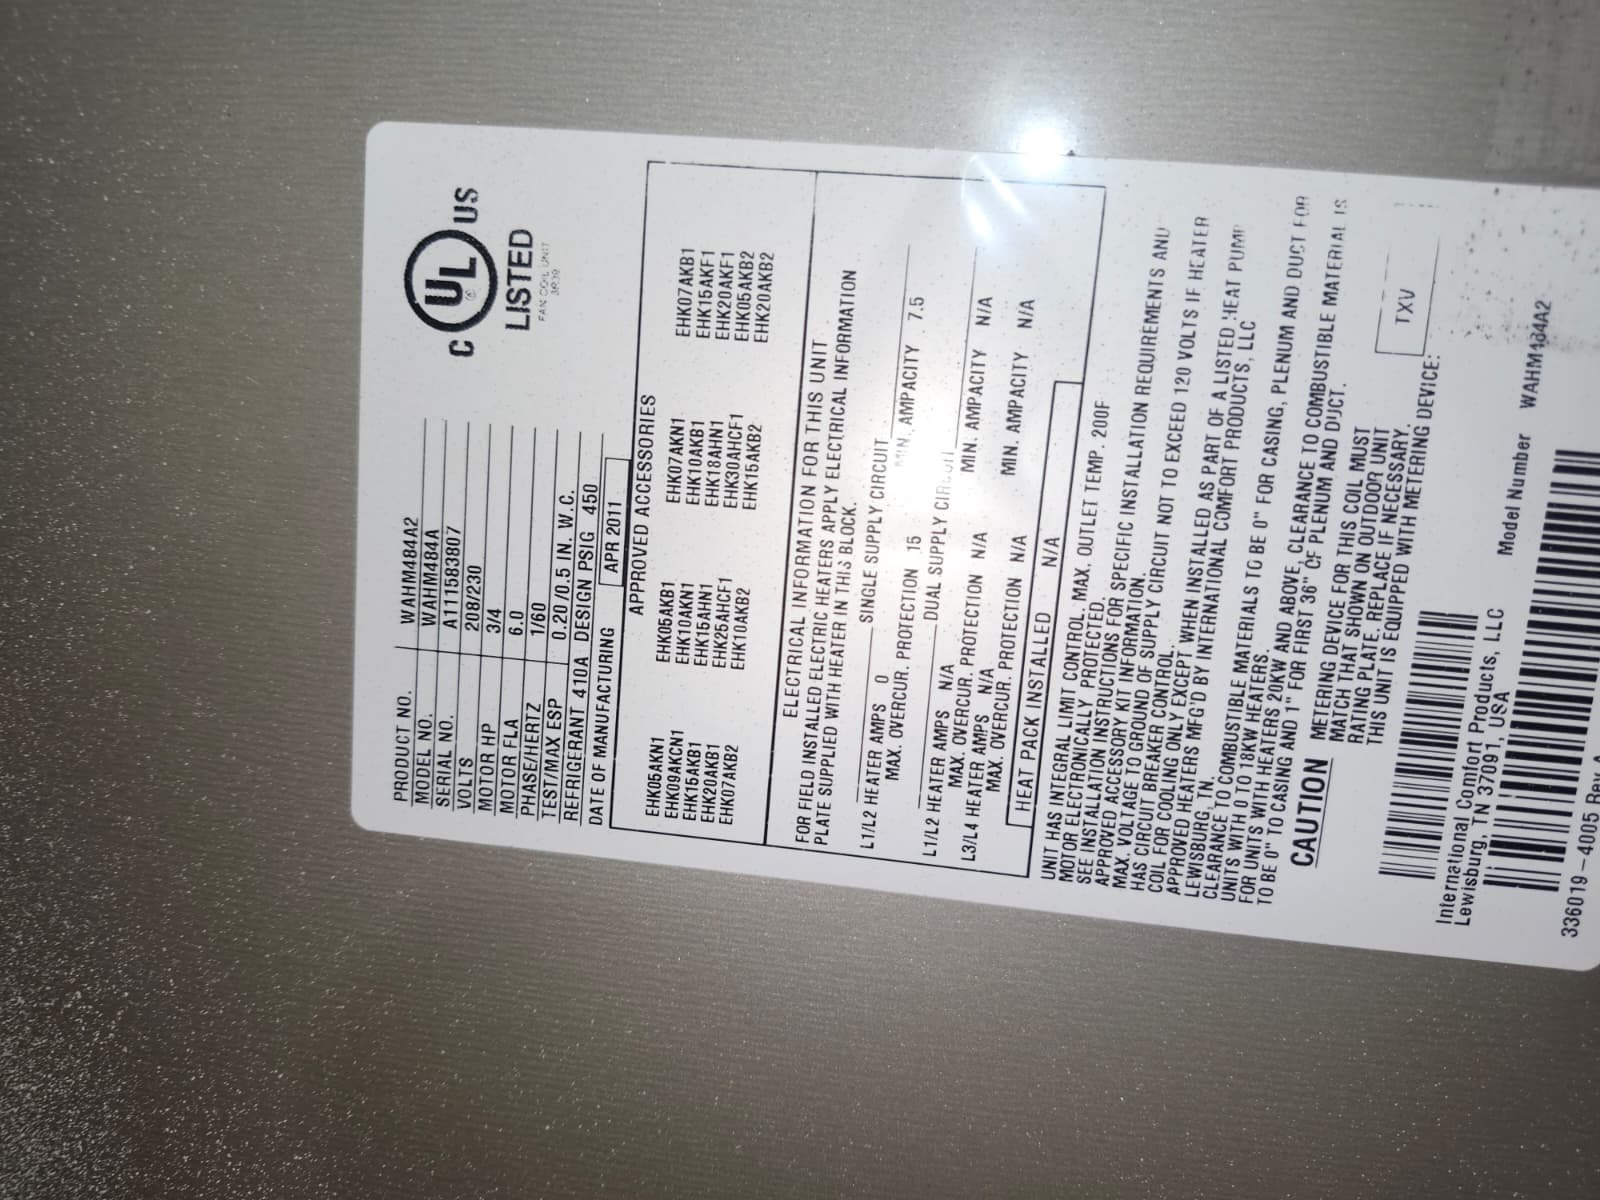 C UL US
®
LISTED
FAN COIL UNIT
3R39
PRODUCT NO. WAHM484A2
MODEL NO. WAHM484A
SERIAL NO. A111583807
VOLTS 208/230
MOTOR HP 3/4
MOTOR FLA 6.0
PHASE/HERTZ 1/60
TEST/MAX ESP 0.20/0.5 IN. W.C.
REFRIGERANT 410A DESIGN PSIG 450
DATE OF MANUFACTURING APR 2011
APPROVED ACCESSORIES
EHK05AKN1 EHK05AKB1 EHK07AKN1 EHK07AKB1
EHK09AKCN1 EHK10AKN1 EHK10AKB1 EHK15AKF1
EHK15AKB1 EHK15AHN1 EHK18AHN1 EHK20AKF1
EHK20AKB1 EHK25AHCF1 EHK30AHCF1 EHK05AKB2
EHK07AKB2 EHK10AKB2 EHK15AKB2 EHK20AKB2
ELECTRICAL INFORMATION FOR THIS UNIT
FOR FIELD INSTALLED ELECTRIC HEATERS APPLY ELECTRICAL INFORMATION
PLATE SUPPLIED WITH HEATER IN THIS BLOCK.
SINGLE SUPPLY CIRCUIT
L1/L2 HEATER AMPS 0 MIN. AMPACITY 7.5
MAX. OVERCUR. PROTECTION 15
DUAL SUPPLY CIRCUIT
L1/L2 HEATER AMPS N/A MIN. AMPACITY N/A
MAX. OVERCUR. PROTECTION N/A
L3/L4 HEATER AMPS N/A MIN. AMPACITY N/A
MAX. OVERCUR. PROTECTION N/A
HEAT PACK INSTALLED N/A
UNIT HAS INTEGRAL LIMIT CONTROL. MAX. OUTLET TEMP. 200F
MOTOR ELECTRONICALLY PROTECTED.
SEE INSTALLATION INSTRUCTIONS FOR SPECIFIC INSTALLATION REQUIREMENTS AND
APPROVED ACCESSORY KIT INFORMATION.
MAX. VOLTAGE TO GROUND OF SUPPLY CIRCUIT NOT TO EXCEED 120 VOLTS IF HEATER
HAS CIRCUIT BREAKER CONTROL.
COIL FOR COOLING ONLY EXCEPT WHEN INSTALLED AS PART OF A LISTED HEAT PUMP
APPROVED HEATERS MFG'D BY INTERNATIONAL COMFORT PRODUCTS, LLC
LEWISBURG, TN.
CLEARANCE TO COMBUSTIBLE MATERIALS TO BE 0" FOR CASING, PLENUM AND DUCT FOR
UNITS WITH 0 TO 18KW HEATERS.
FOR UNITS WITH HEATERS 20KW AND ABOVE, CLEARANCE TO COMBUSTIBLE MATERIAL IS
TO BE 0" TO CASING AND 1" FOR FIRST 36" OF PLENUM AND DUCT.
CAUTION METERING DEVICE FOR THIS COIL MUST
MATCH THAT SHOWN ON OUTDOOR UNIT
RATING PLATE. REPLACE IF NECESSARY.
THIS UNIT IS EQUIPPED WITH METERING DEVICE: TXV
International Comfort Products, LLC
Lewisburg, TN 37091, USA
Model Number WAHM484A2
336019-4005 Rev A